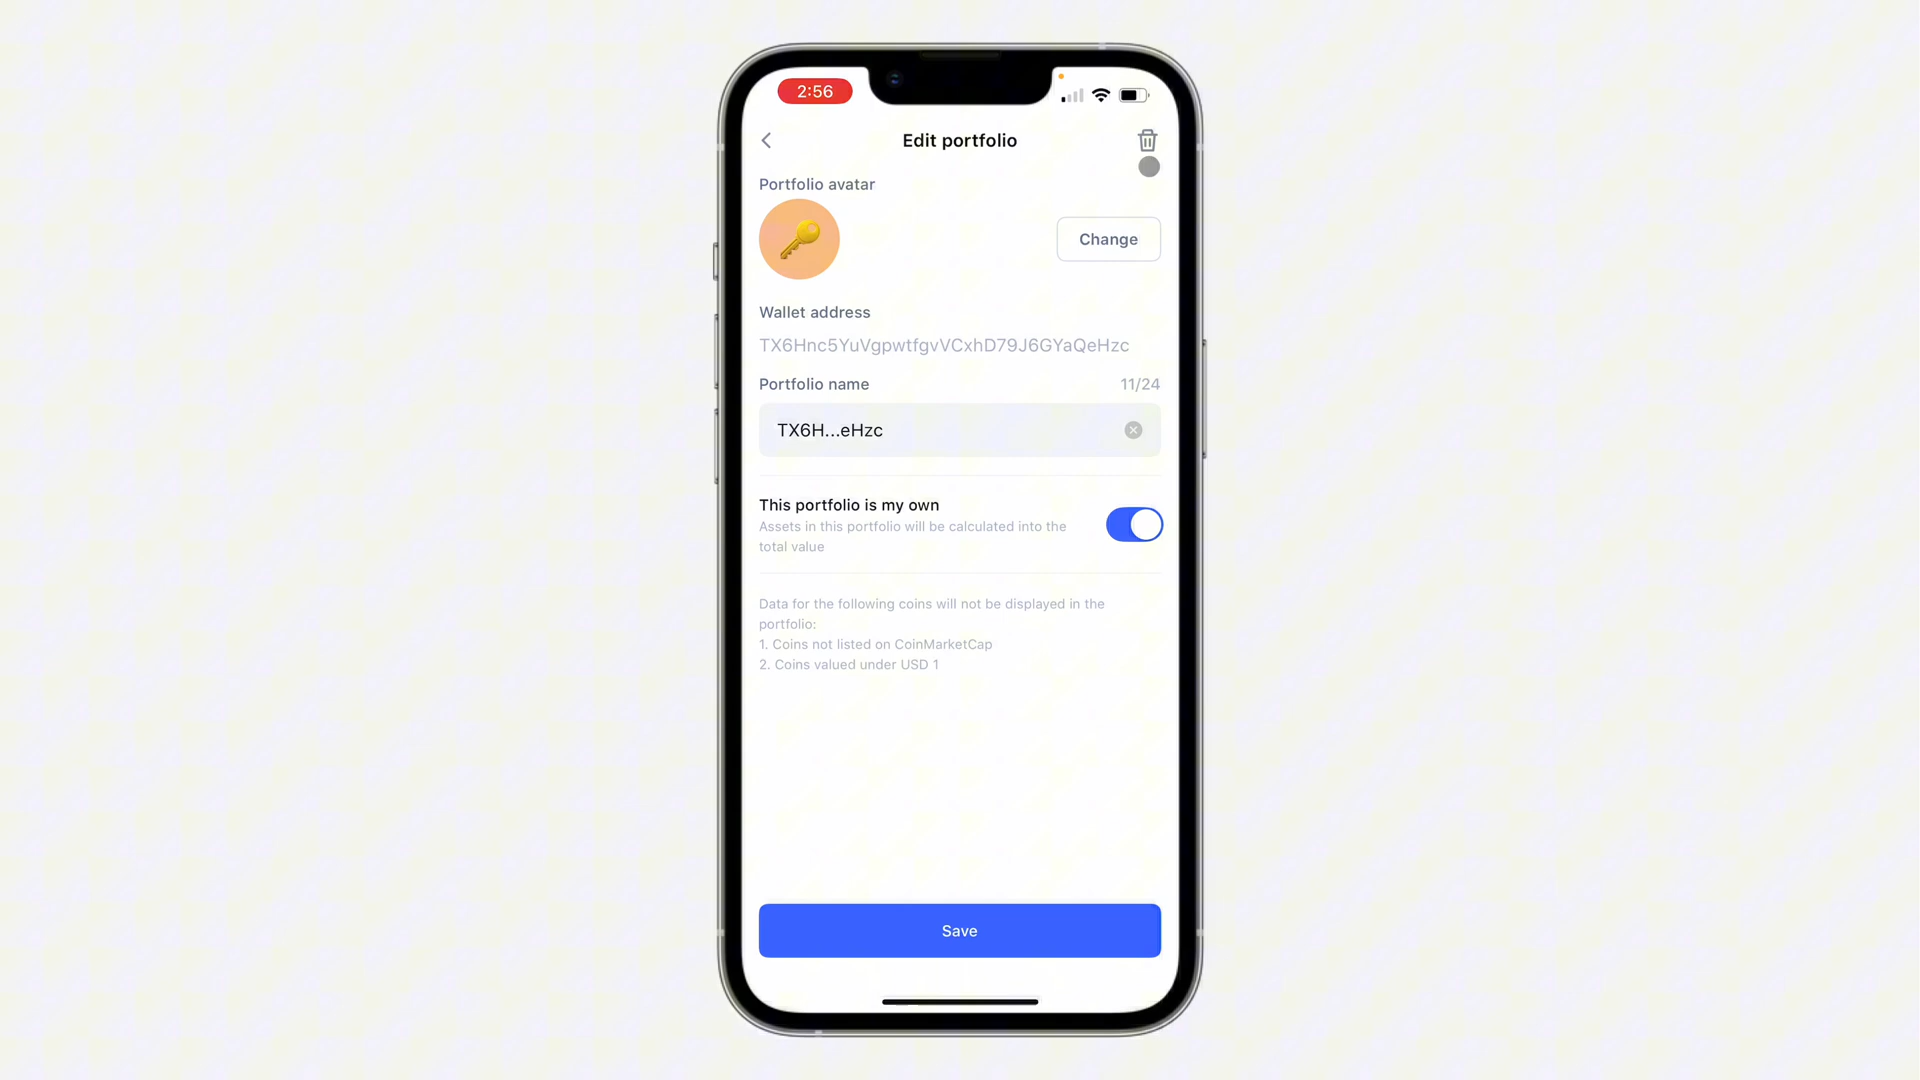 2:56
Edit portfolio
Portfolio avatar
Change
Wallet address
TX6Hnc5YuVgpwtfgvVCxhD79J6GYaQeHzc
Portfolio name
11/24
TX6H...eHzc
This portfolio is my own
Assets in this portfolio will be calculated into the
total value
Data for the following coins will not be displayed in the
portfolio:
1. Coins not listed on CoinMarketCap
2. Coins valued under USD 1
Save